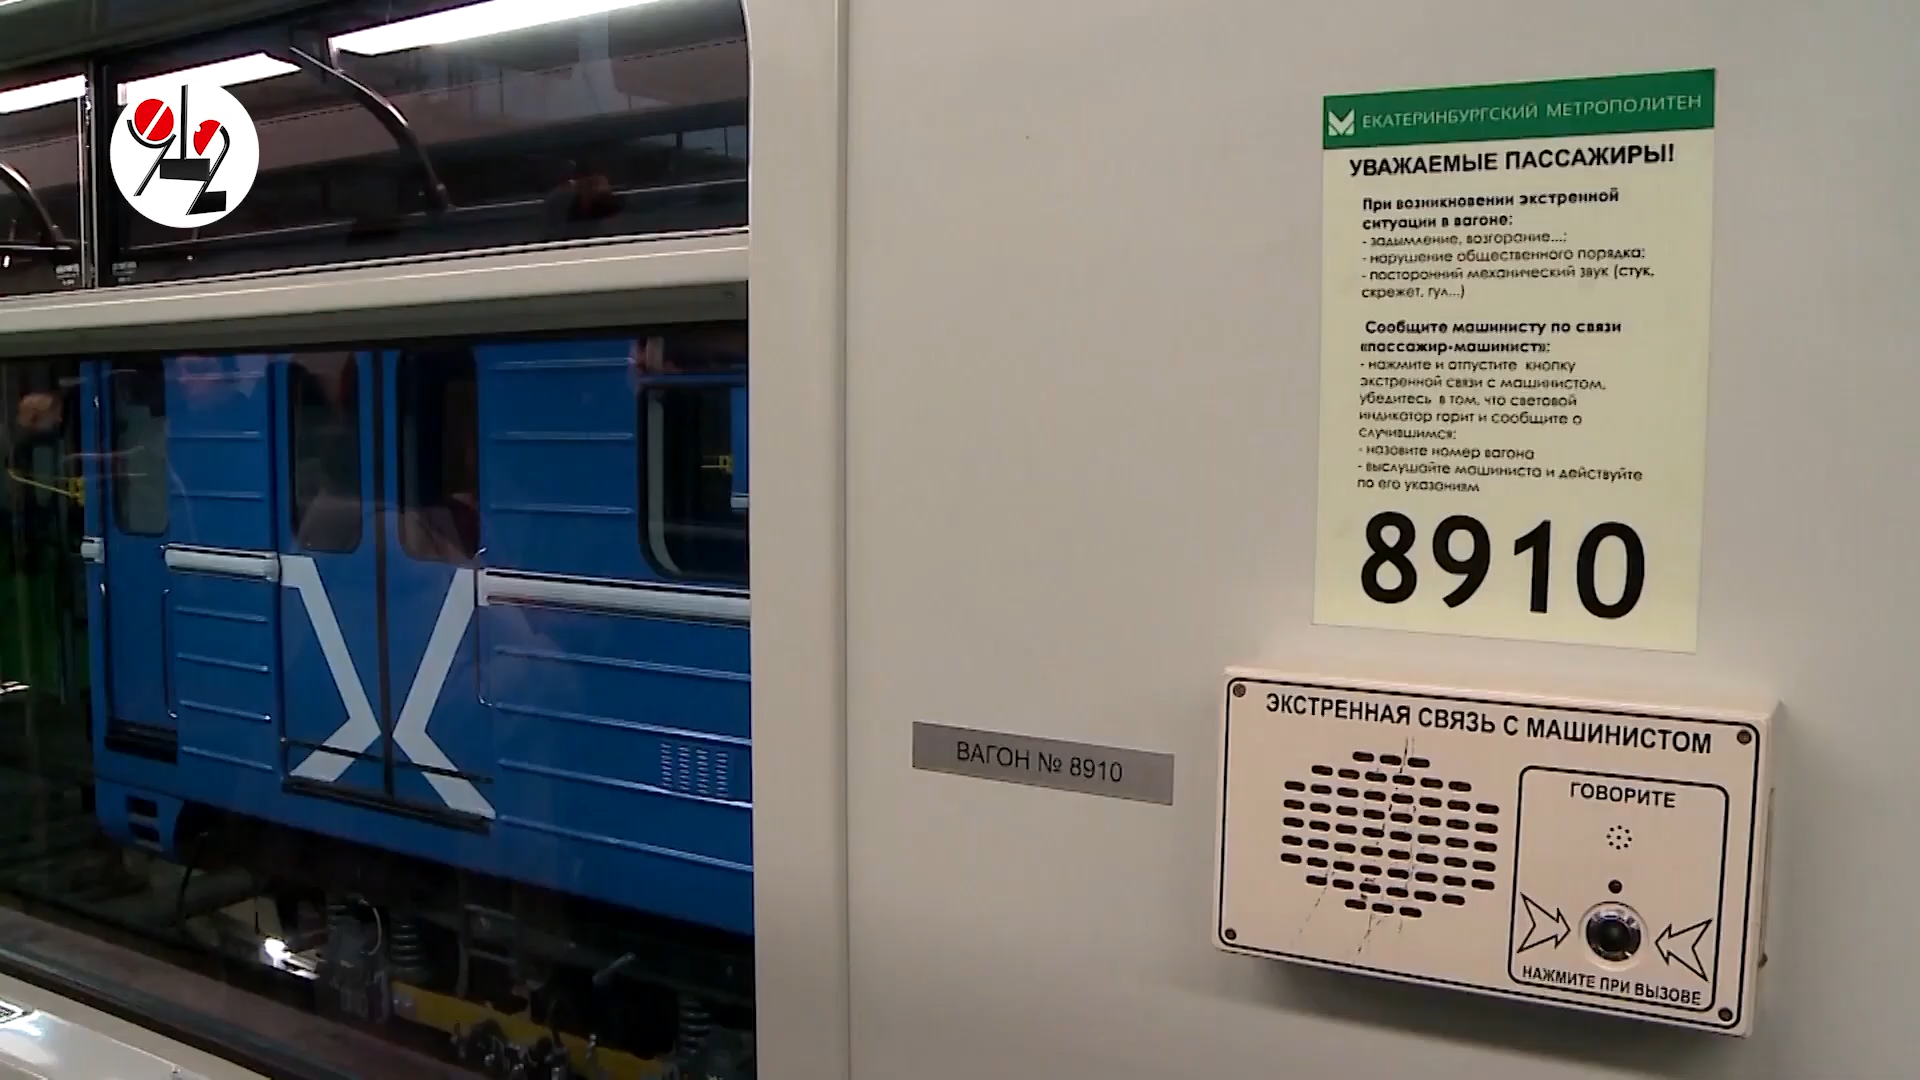 ЕКАТЕРИНБУРГСКИЙ МЕТРОПОЛИТЕН
УВАЖАЕМЫЕ ПАССАЖИРЫ!
При возникновении экстренной
ситуации в вагоне:
- задымление, возгорание...;
- нарушение общественного порядка;
- посторонний механический звук (стук,
скрежет, гул...)
Сообщите машинисту по связи
«пассажир-машинист»:
- нажмите и отпустите кнопку
экстренной связи с машинистом,
убедитесь в том, что световой
индикатор горит и сообщите о
случившимся:
- назовите номер вагона
- выслушайте машиниста и действуйте
по его указаниям
8910
ВАГОН № 8910
ЭКСТРЕННАЯ СВЯЗЬ С МАШИНИСТОМ
ГОВОРИТЕ
НАЖМИТЕ ПРИ ВЫЗОВЕ